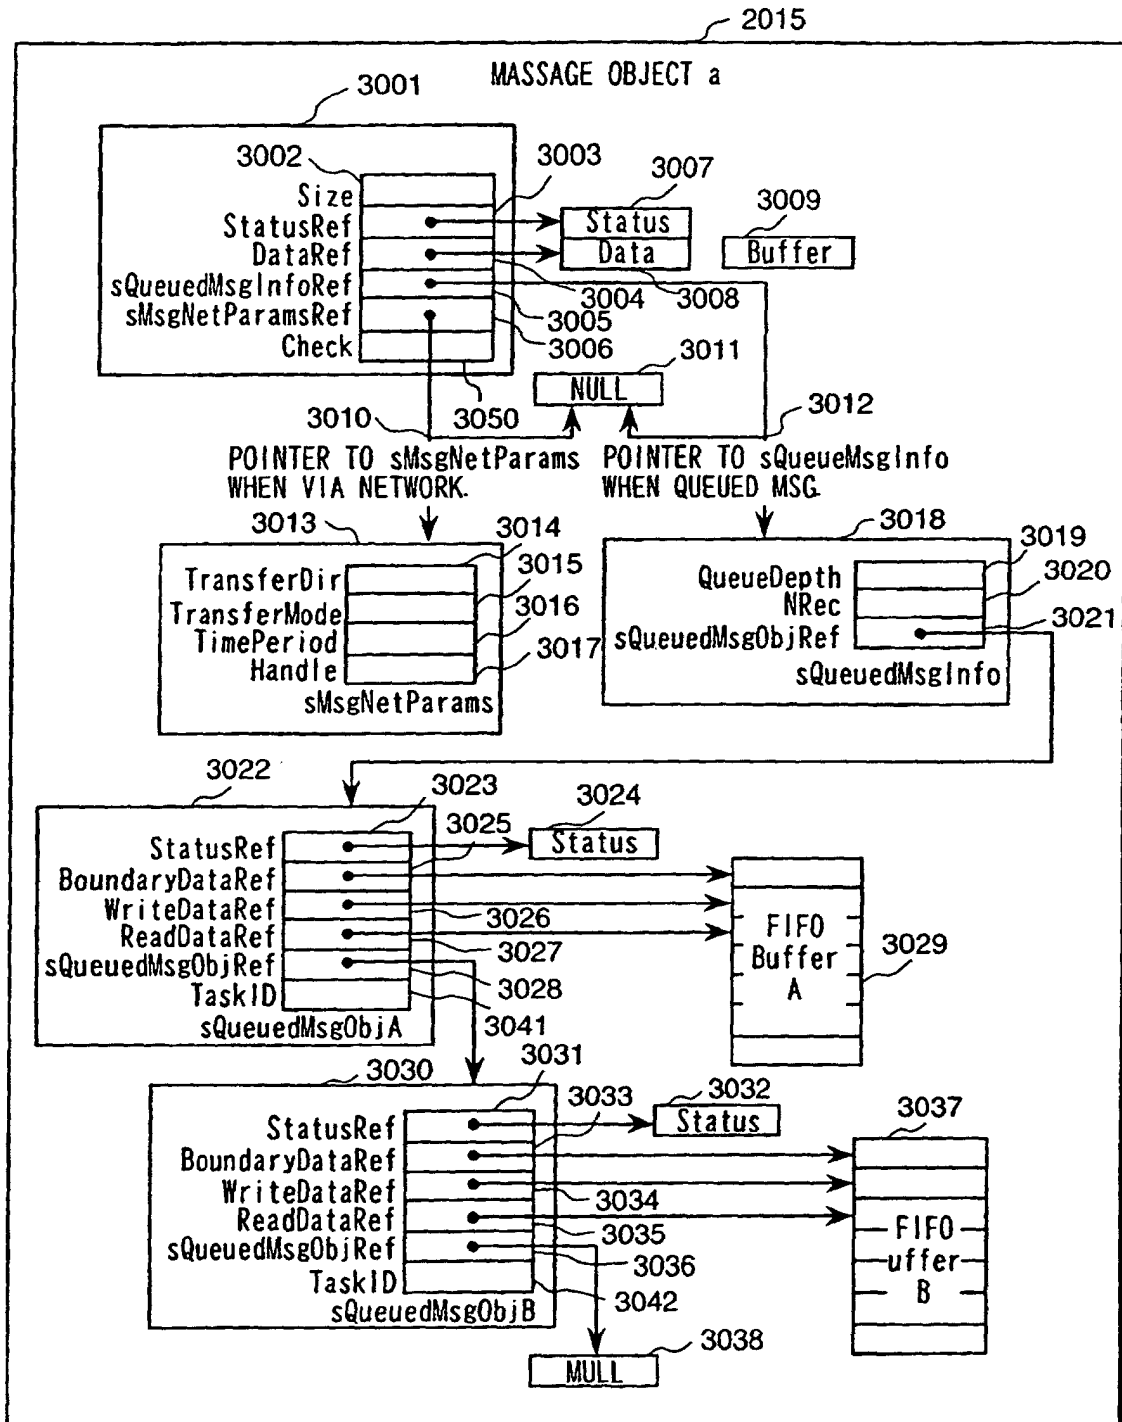 2015
MASSAGE OBJECT a
3001
3002
3003
Size
3007
StatusRef
Status
3009
DataRef
Data
Buffer
sQueuedMsgInfoRef
3004
3008
sMsgNetParamsRef
3005
Check
3006
3011
NULL
3050
3010
3012
POINTER TO sMsgNetParams
WHEN VIA NETWORK.
POINTER TO sQueueMsgInfo
WHEN QUEUED MSG.
3013
3014
3018
TransferDir
3015
QueueDepth
3019
TransferMode
3016
NRec
3020
TimePeriod
3021
Handle
3017
sQueuedMsgObjRef
sMsgNetParams
sQueuedMsgInfo
3022
3023
3024
StatusRef
3025
Status
BoundaryDataRef
WriteDataRef
3026
ReadDataRef
3027
FIFO
Buffer
A
3029
sQueuedMsgObjRef
3028
TaskID
sQueuedMsgObjA
3041
3030
3031
3032
3033
StatusRef
Status
3037
BoundaryDataRef
WriteDataRef
3034
ReadDataRef
3035
FIFO
uffer
B
sQueuedMsgObjRef
3036
TaskID
3042
sQueuedMsgObjB
3038
MULL